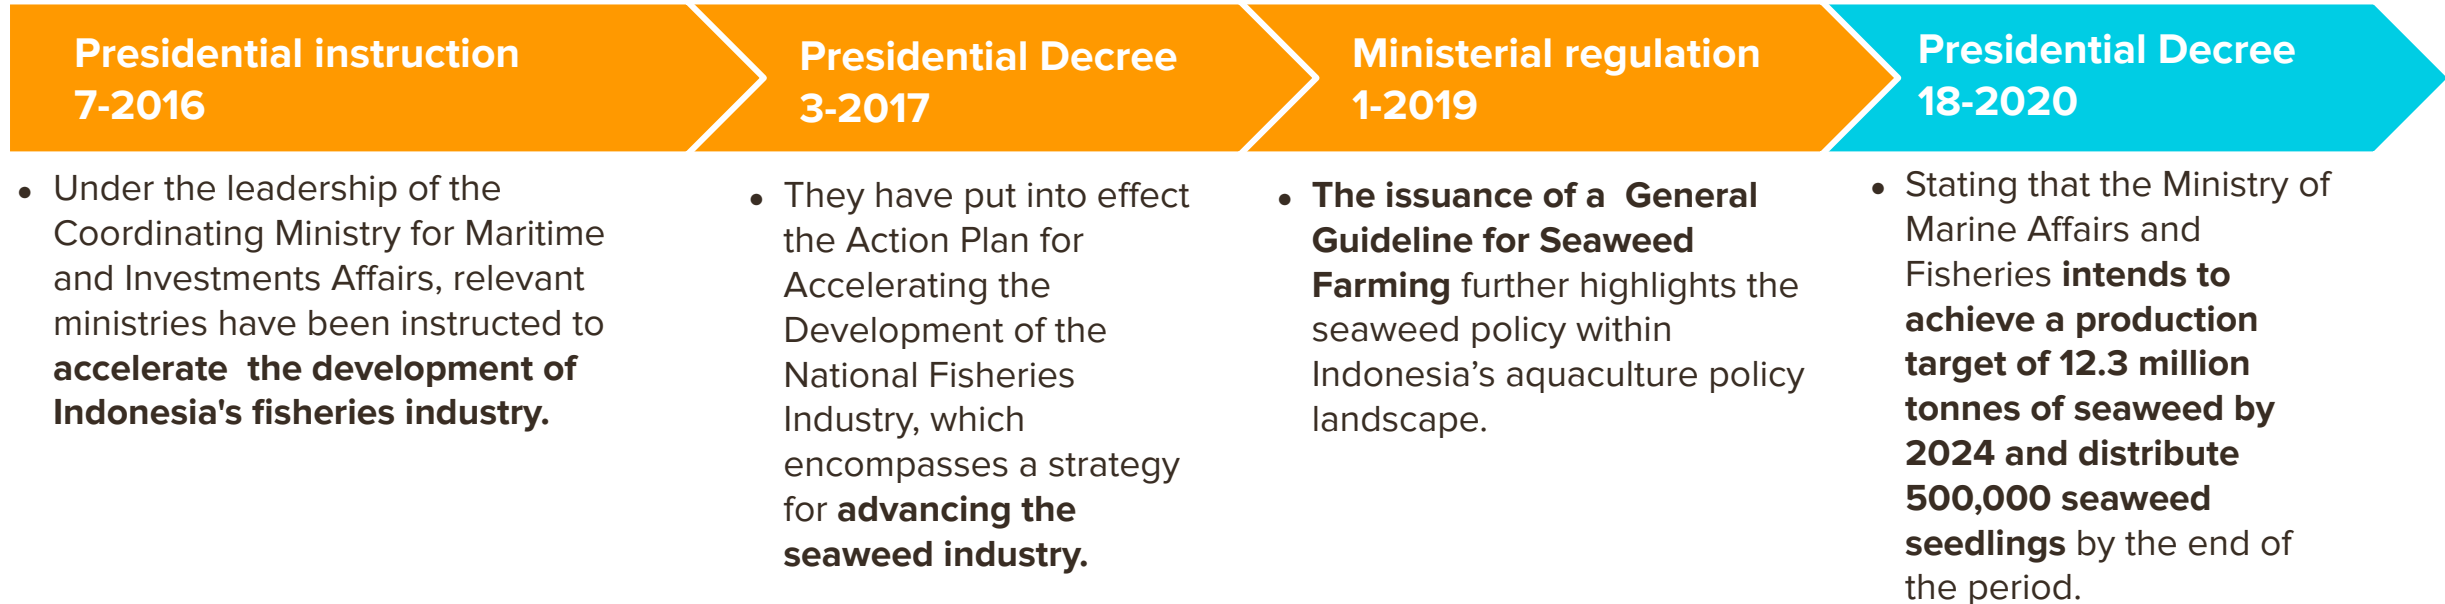 Presidential instruction
7-2016
• Under the leadership of the
Coordinating Ministry for Maritime
and Investments Affairs, relevant
ministries have been instructed to
accelerate  the development of
Indonesia's fisheries industry.
Presidential Decree
3-2017
• They have put into effect
the Action Plan for
Accelerating the
Development of the
National Fisheries
Industry, which
encompasses a strategy
for advancing the
seaweed industry.
Ministerial regulation
1-2019
• The issuance of a  General
Guideline for Seaweed
Farming further highlights the
seaweed policy within
Indonesia’s aquaculture policy
landscape.
Presidential Decree
18-2020
• Stating that the Ministry of
Marine Affairs and
Fisheries intends to
achieve a production
target of 12.3 million
tonnes of seaweed by
2024 and distribute
500,000 seaweed
seedlings by the end of
the period.